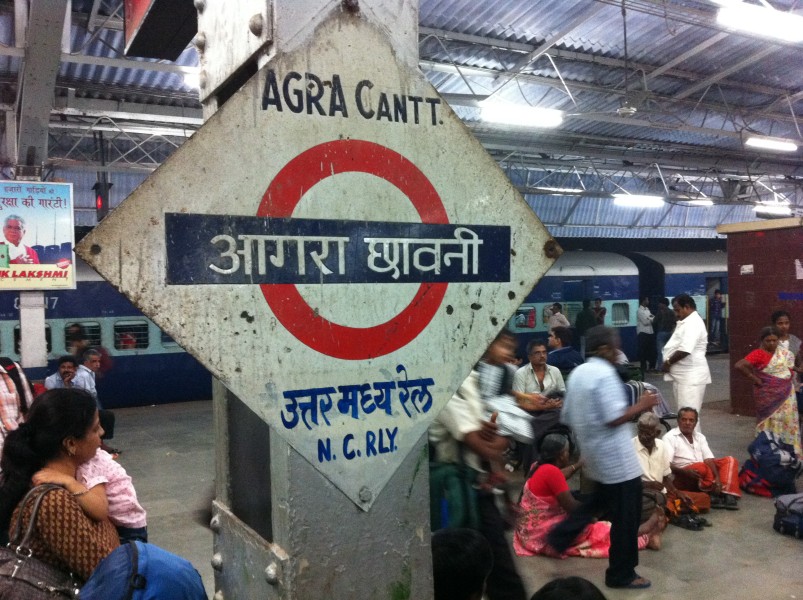 AGRA CANTT.
आगरा छावनी
उत्तर मध्य रेल
N. C. RLY.
सुरक्षा की गारंटी!
LAKSHMI